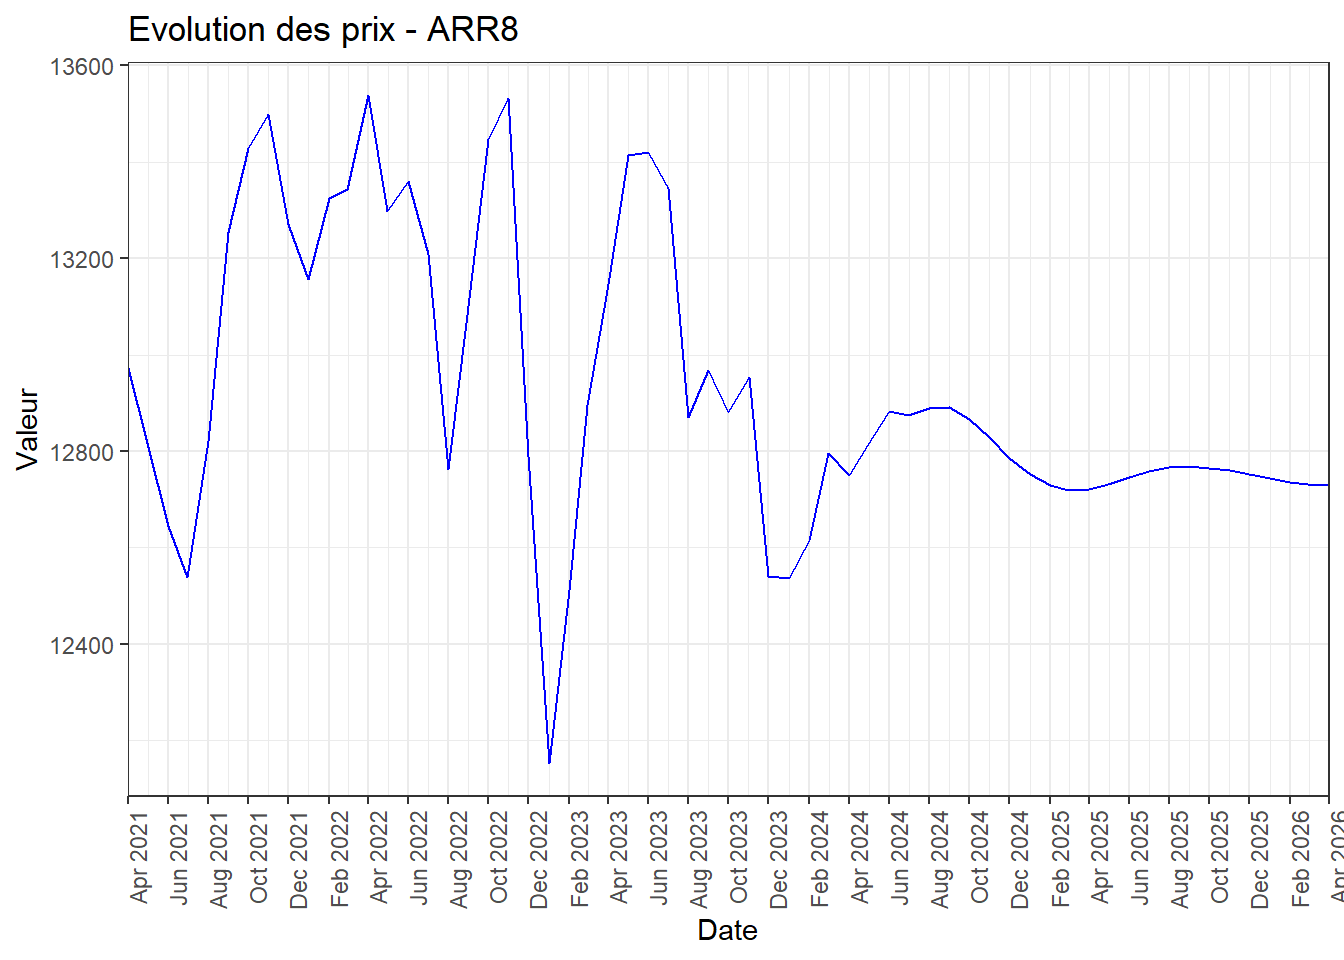 Evolution des prix - ARR8
13600
13200
12800
12400
Valeur
Apr 2021
Jun 2021
Aug 2021
Oct 2021
Dec 2021
Feb 2022
Apr 2022
Jun 2022
Aug 2022
Oct 2022
Dec 2022
Feb 2023
Apr 2023
Jun 2023
Aug 2023
Oct 2023
Dec 2023
Feb 2024
Apr 2024
Jun 2024
Aug 2024
Oct 2024
Dec 2024
Feb 2025
Apr 2025
Jun 2025
Aug 2025
Oct 2025
Dec 2025
Feb 2026
Apr 2026
Date